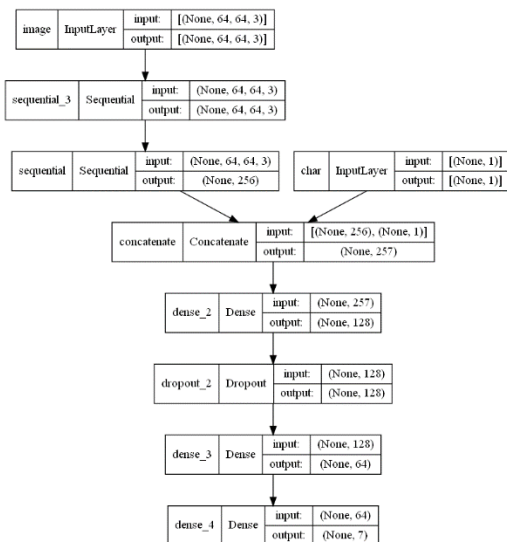 image InputLayer input: [(None, 64, 64, 3)]
output: [(None, 64, 64, 3)]
sequential_3 Sequential input: (None, 64, 64, 3)
output: (None, 64, 64, 3)
sequential Sequential input: (None, 64, 64, 3)
output: (None, 256)
char InputLayer input: [(None, 1)]
output: [(None, 1)]
concatenate Concatenate input: [(None, 256), (None, 1)]
output: (None, 257)
dense_2 Dense input: (None, 257)
output: (None, 128)
dropout_2 Dropout input: (None, 128)
output: (None, 128)
dense_3 Dense input: (None, 128)
output: (None, 64)
dense_4 Dense input: (None, 64)
output: (None, 7)